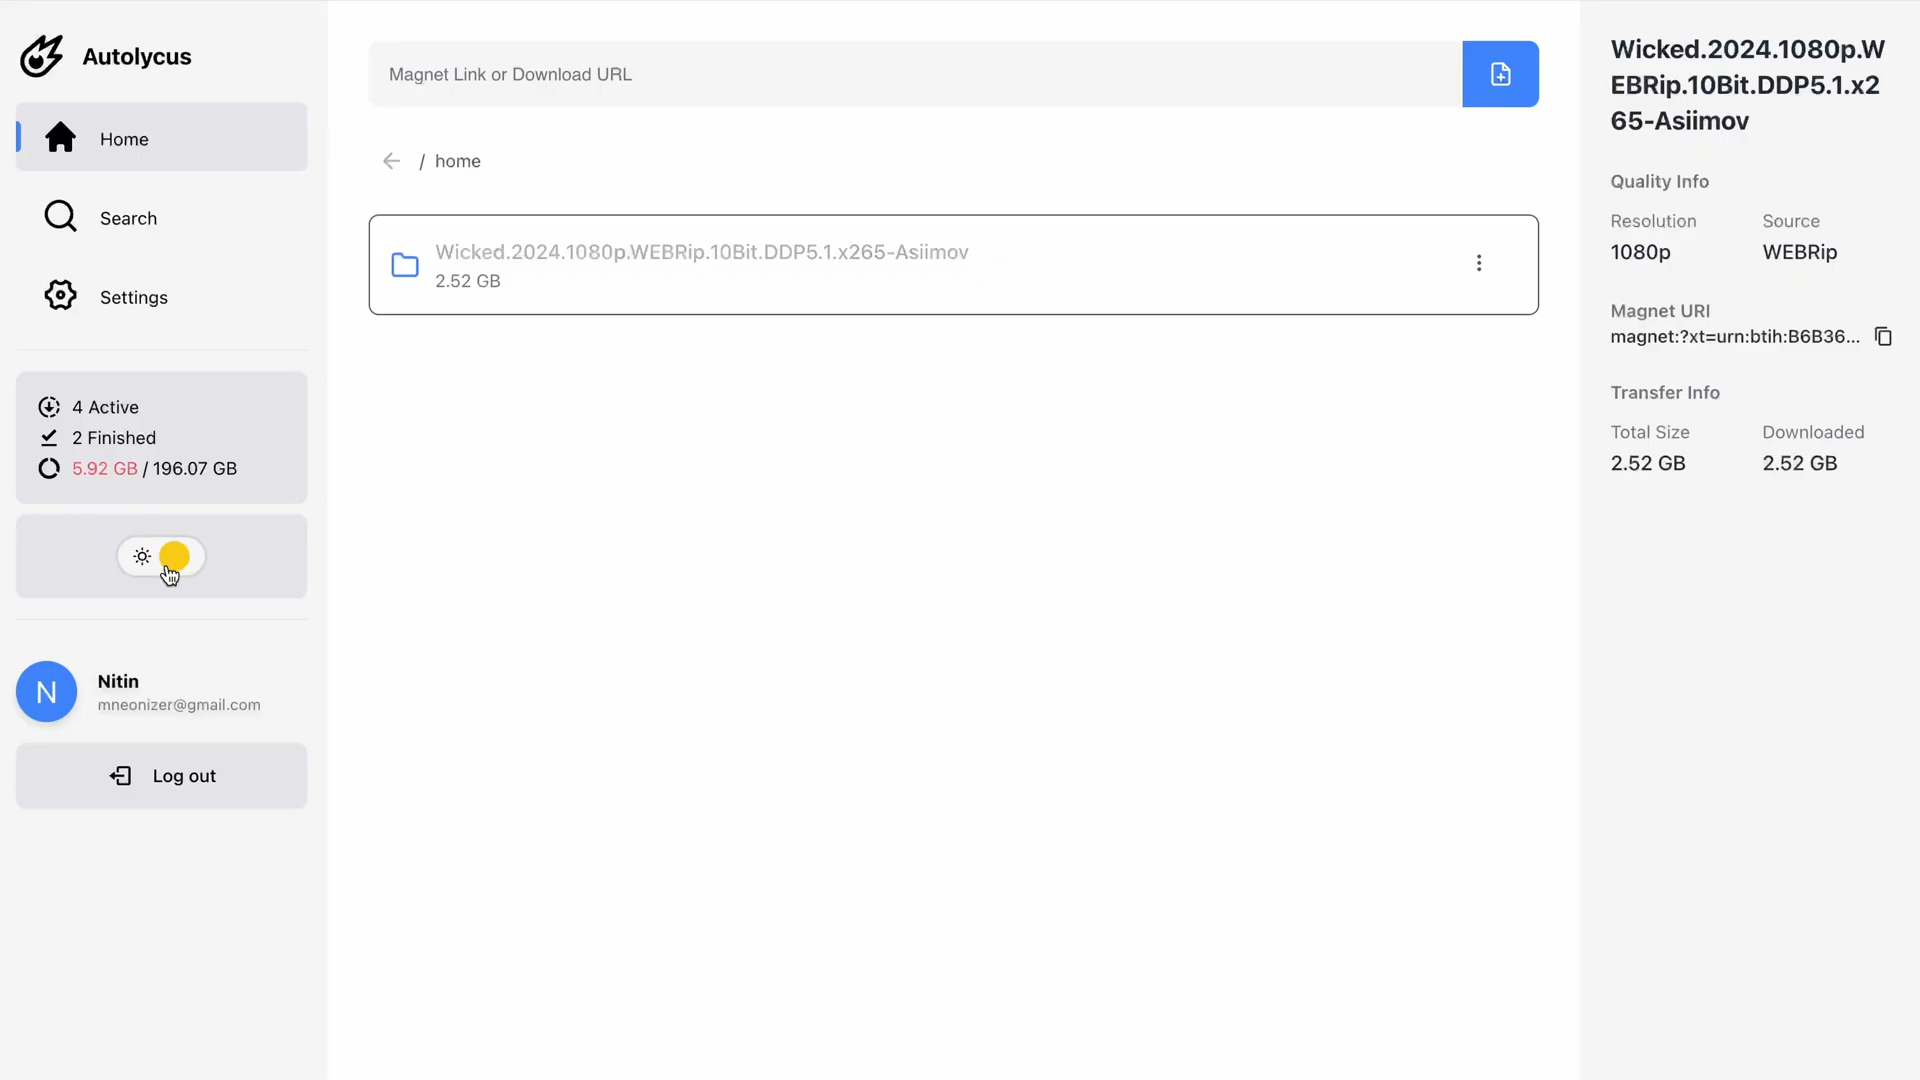 Autolycus
Home
Search
Settings
4 Active
2 Finished
5.92 GB / 196.07 GB
Nitin
N
mneonizer@gmail.com
Log out
Magnet Link or Download URL
/ home
Wicked.2024.1080p.WEBRip.10Bit.DDP5.1.x265-Asiimov
2.52 GB
Wicked.2024.1080p.W
EBRip.10Bit.DDP5.1.x2
65-Asiimov
Quality Info
Resolution Source
1080p WEBRip
Magnet URI
magnet:?xt=urn:btih:B6B36...
Transfer Info
Total Size Downloaded
2.52 GB 2.52 GB